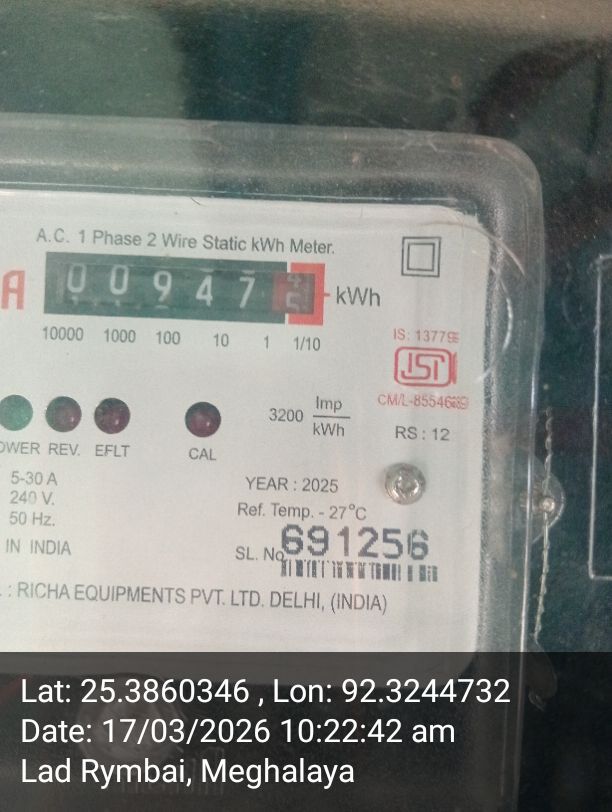 A.C. 1 Phase 2 Wire Static kWh Meter.
A
00947 kWh
10000 1000 100 10 1 1/10
IS: 13779
ISI
3200 Imp/kWh
RS : 12
OWER REV. EFLT CAL
5-30 A
240 V.
50 Hz.
YEAR : 2025
Ref. Temp. - 27°C
IN INDIA
SL. No. 691256
: RICHA EQUIPMENTS PVT. LTD. DELHI, (INDIA)
Lat: 25.3860346 , Lon: 92.3244732
Date: 17/03/2026 10:22:42 am
Lad Rymbai, Meghalaya